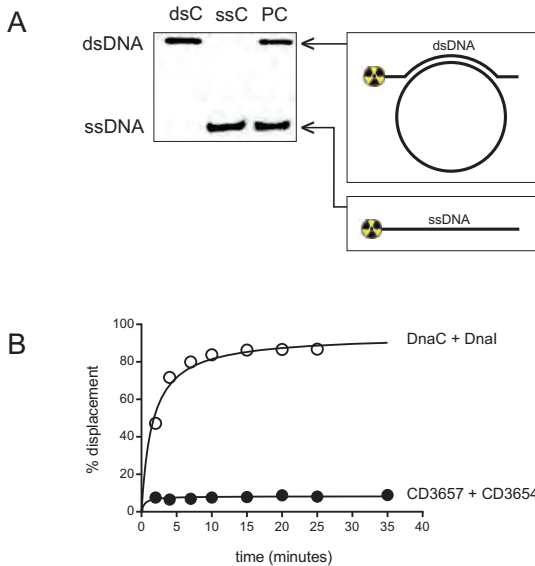 A
dsC ssC PC
dsDNA
ssDNA
dsDNA
ssDNA
B
% displacement
100
80
60
40
20
0
DnaC + DnaI
CD3657 + CD3654
0 5 10 15 20 25 30 35 40
time (minutes)